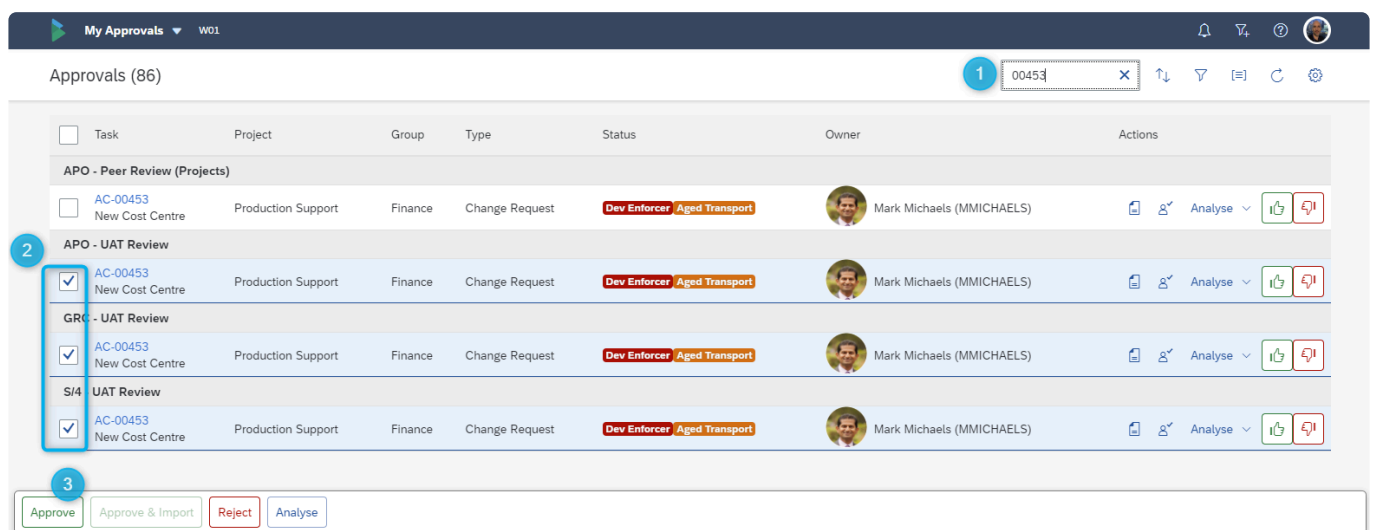 My Approvals W01
Approvals (86) 1 00453
Task Project Group Type Status Owner Actions
APO - Peer Review (Projects)
AC-00453
New Cost Centre Production Support Finance Change Request Dev Enforcer Aged Transport Mark Michaels (MMICHAELS) Analyse
2 APO - UAT Review
AC-00453
New Cost Centre Production Support Finance Change Request Dev Enforcer Aged Transport Mark Michaels (MMICHAELS) Analyse
GRC - UAT Review
AC-00453
New Cost Centre Production Support Finance Change Request Dev Enforcer Aged Transport Mark Michaels (MMICHAELS) Analyse
S/4 UAT Review
AC-00453
New Cost Centre Production Support Finance Change Request Dev Enforcer Aged Transport Mark Michaels (MMICHAELS) Analyse
3
Approve Approve & Import Reject Analyse